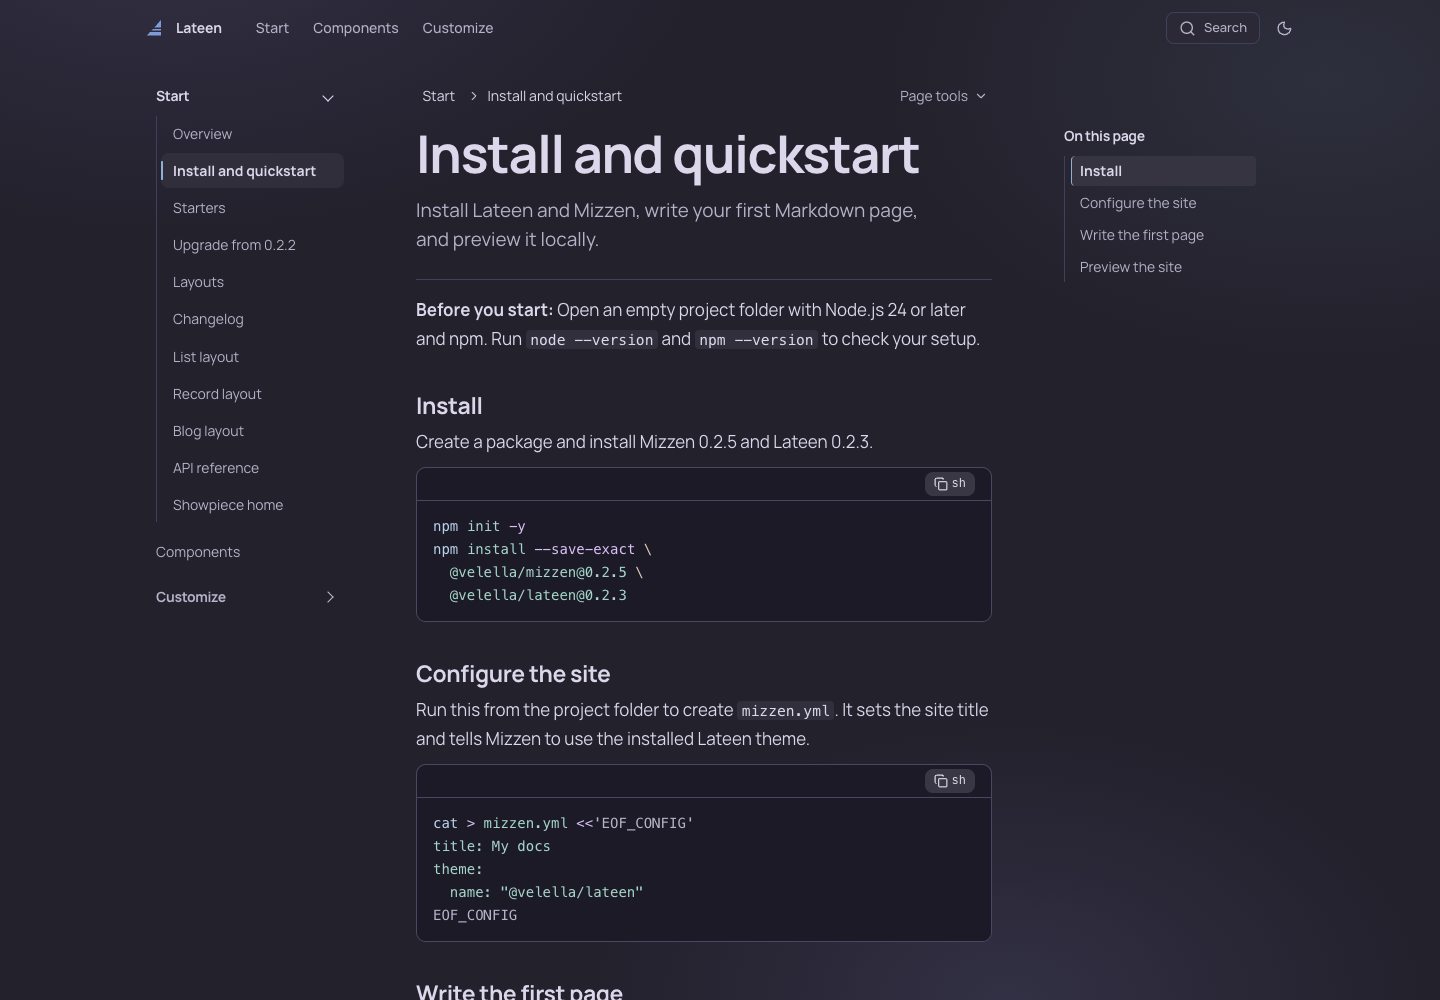 Lateen
Start
Components
Customize
Search
Start
Overview
Install and quickstart
Starters
Upgrade from 0.2.2
Layouts
Changelog
List layout
Record layout
Blog layout
API reference
Showpiece home
Components
Customize
Start > Install and quickstart
Page tools
Install and quickstart
Install Lateen and Mizzen, write your first Markdown page,
and preview it locally.
Before you start: Open an empty project folder with Node.js 24 or later
and npm. Run node --version and npm --version to check your setup.
Install
Create a package and install Mizzen 0.2.5 and Lateen 0.2.3.
sh
npm init -y
npm install --save-exact \
  @velella/mizzen@0.2.5 \
  @velella/lateen@0.2.3
Configure the site
Run this from the project folder to create mizzen.yml. It sets the site title
and tells Mizzen to use the installed Lateen theme.
sh
cat > mizzen.yml <<'EOF_CONFIG'
title: My docs
theme:
  name: "@velella/lateen"
EOF_CONFIG
Write the first page
On this page
Install
Configure the site
Write the first page
Preview the site